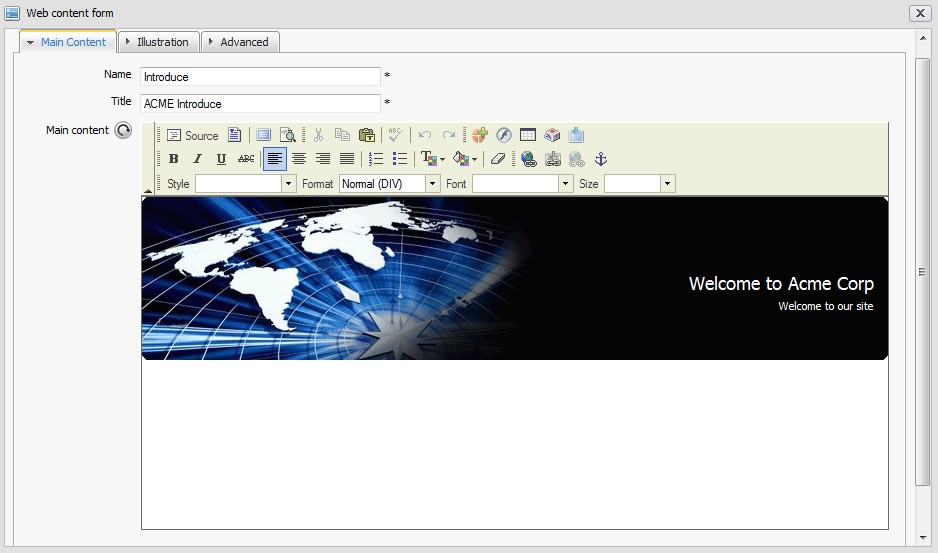 Web content form
Main Content Illustration Advanced
Name Introduce *
Title ACME Introduce *
Main content
Source ABC
B I U ABC
Style Format Normal (DIV) Font Size
Welcome to Acme Corp
Welcome to our site